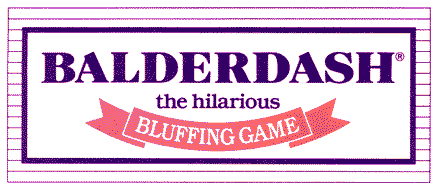 BALDERDASH®
the hilarious
BLUFFING GAME